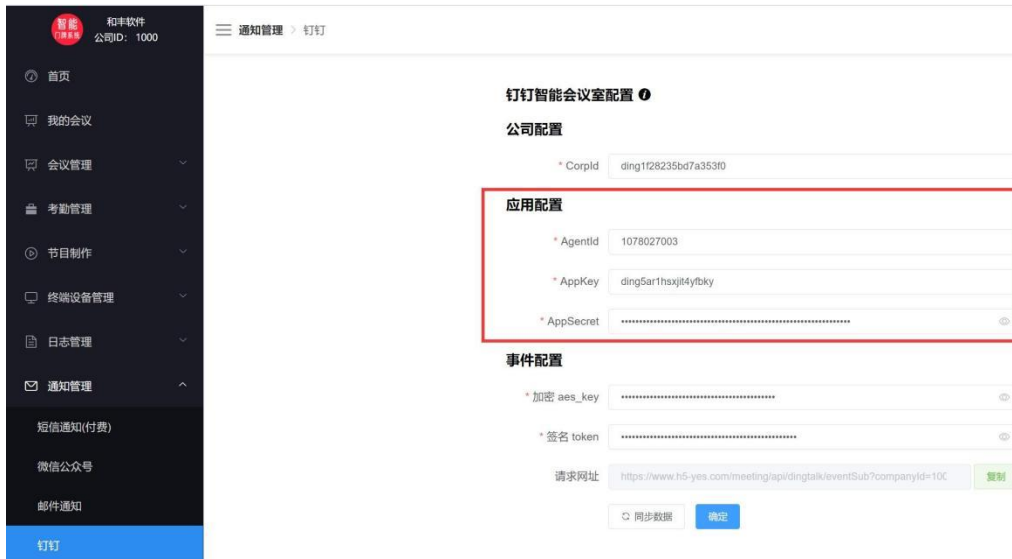 智能
门牌系统
和丰软件
公司ID: 1000
首页
我的会议
会议管理
考勤管理
节目制作
终端设备管理
日志管理
通知管理
短信通知(付费)
微信公众号
邮件通知
钉钉
通知管理 > 钉钉
钉钉智能会议室配置
公司配置
* CorpId ding1f28235bd7a353f0
应用配置
* AgentId 1078027003
* AppKey ding5ar1hsxjit4yfbky
* AppSecret
事件配置
* 加密 aes_key
* 签名 token
请求网址 https://www.h5-yes.com/meeting/api/dingtalk/eventSub?companyId=100 复制
同步数据 确定